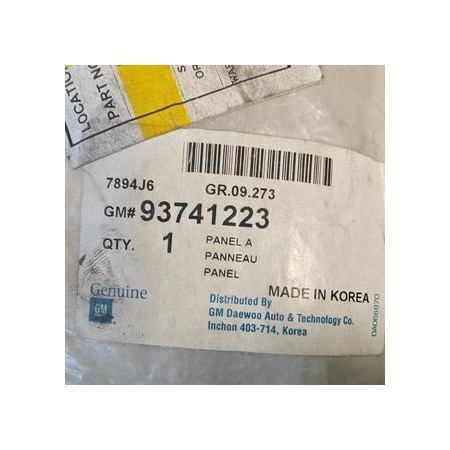 LOCATION
PART NO.
7894J6 GR.09.273
GM# 93741223
QTY. 1 PANEL A
PANNEAU
PANEL
MADE IN KOREA
Genuine
GM
Distributed By
GM Daewoo Auto & Technology Co.
Inchon 403-714, Korea
OA066970